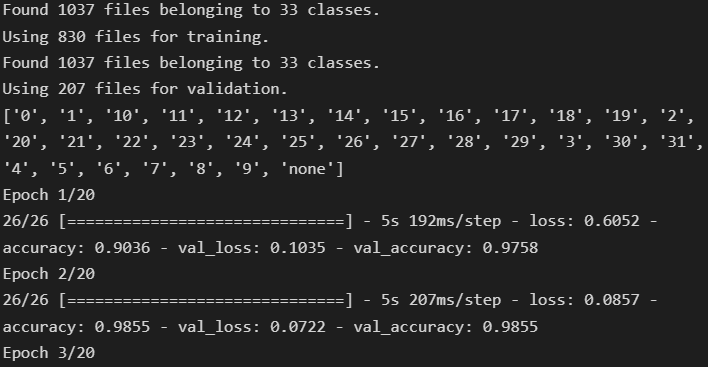 Found 1037 files belonging to 33 classes.
Using 830 files for training.
Found 1037 files belonging to 33 classes.
Using 207 files for validation.
['0', '1', '10', '11', '12', '13', '14', '15', '16', '17', '18', '19', '2',
'20', '21', '22', '23', '24', '25', '26', '27', '28', '29', '3', '30', '31',
'4', '5', '6', '7', '8', '9', 'none']
Epoch 1/20
26/26 [==============================] - 5s 192ms/step - loss: 0.6052 -
accuracy: 0.9036 - val_loss: 0.1035 - val_accuracy: 0.9758
Epoch 2/20
26/26 [==============================] - 5s 207ms/step - loss: 0.0857 -
accuracy: 0.9855 - val_loss: 0.0722 - val_accuracy: 0.9855
Epoch 3/20